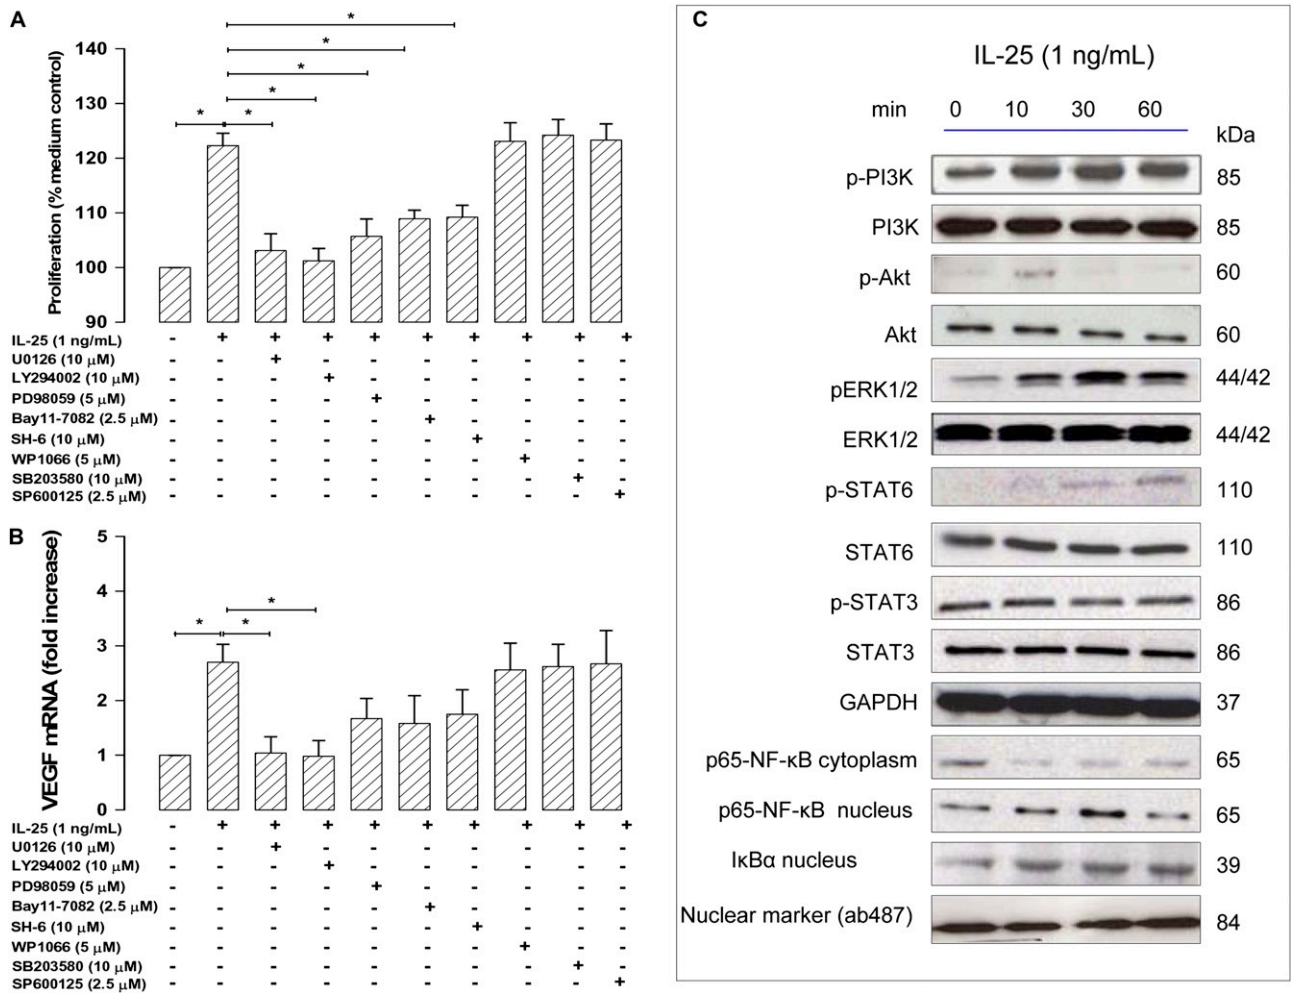 A
*
*
*
*
* *
Proliferation (% medium control)
140
130
120
110
100
90
IL-25 (1 ng/mL) - + + + + + + + + +
U0126 (10 μM) - - + - - - - - - -
LY294002 (10 μM) - - - + - - - - - -
PD98059 (5 μM) - - - - + - - - - -
Bay11-7082 (2.5 μM) - - - - - + - - - -
SH-6 (10 μM) - - - - - - + - - -
WP1066 (5 μM) - - - - - - - + - -
SB203580 (10 μM) - - - - - - - - + -
SP600125 (2.5 μM) - - - - - - - - - +
B
*
* *
VEGF mRNA (fold increase)
5
4
3
2
1
0
IL-25 (1 ng/mL) - + + + + + + + + +
U0126 (10 μM) - - + - - - - - - -
LY294002 (10 μM) - - - + - - - - - -
PD98059 (5 μM) - - - - + - - - - -
Bay11-7082 (2.5 μM) - - - - - + - - - -
SH-6 (10 μM) - - - - - - + - - -
WP1066 (5 μM) - - - - - - - + - -
SB203580 (10 μM) - - - - - - - - + -
SP600125 (2.5 μM) - - - - - - - - - +
C
IL-25 (1 ng/mL)
min 0 10 30 60
kDa
p-PI3K 85
PI3K 85
p-Akt 60
Akt 60
pERK1/2 44/42
ERK1/2 44/42
p-STAT6 110
STAT6 110
p-STAT3 86
STAT3 86
GAPDH 37
p65-NF-κB cytoplasm 65
p65-NF-κB nucleus 65
IκBα nucleus 39
Nuclear marker (ab487) 84